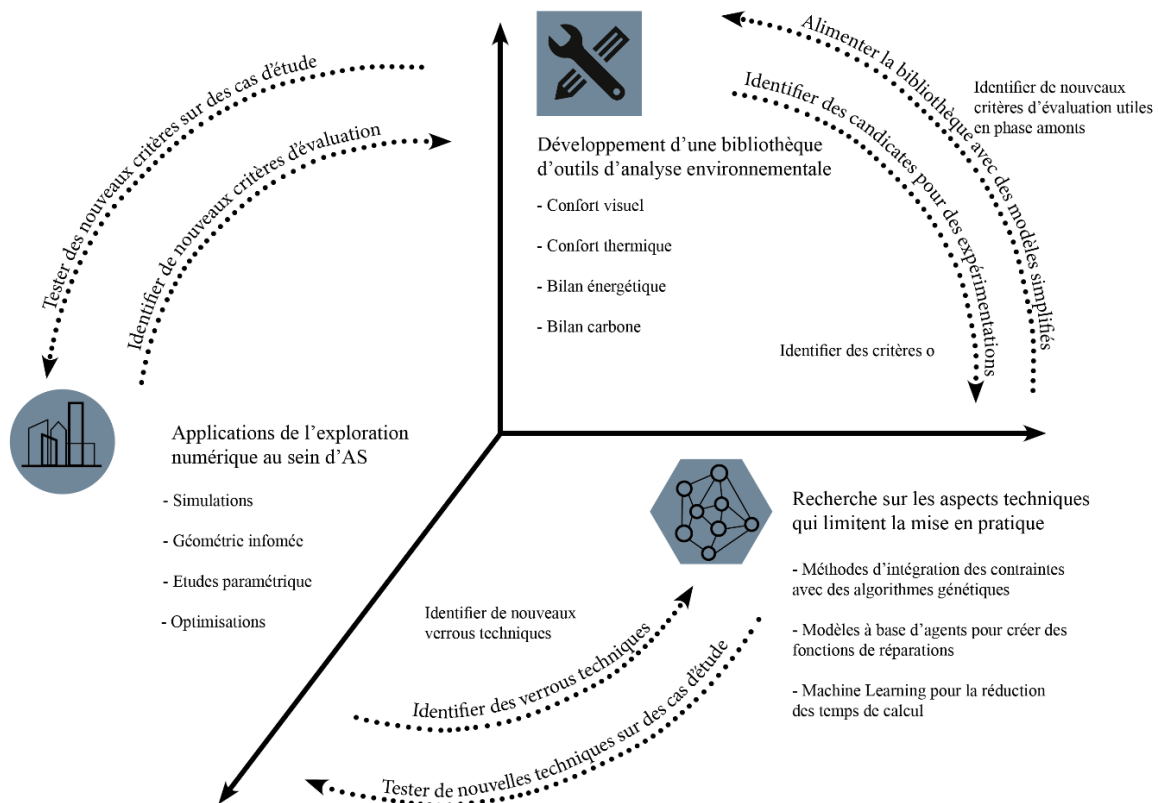 Tester des nouveaux critères sur des cas d'étude
Identifier de nouveaux critères d'évaluation
Développement d'une bibliothèque
d'outils d'analyse environnementale
- Confort visuel
- Confort thermique
- Bilan énergétique
- Bilan carbone
Alimenter la bibliothèque avec des modèles simplifiés
Identifier des candidates pour des expérimentations
Identifier de nouveaux
critères d'évaluation utiles
en phase amonts
Identifier des critères o
Applications de l'exploration
numérique au sein d'AS
- Simulations
- Géométrie infomée
- Etudes paramétrique
- Optimisations
Recherche sur les aspects techniques
qui limitent la mise en pratique
- Méthodes d'intégration des contraintes
avec des algorithmes génétiques
- Modèles à base d'agents pour créer des
fonctions de réparations
- Machine Learning pour la réduction
des temps de calcul
Identifier de nouveaux
verrous techniques
Identifier des verrous techniques
Tester de nouvelles techniques sur des cas d'étude